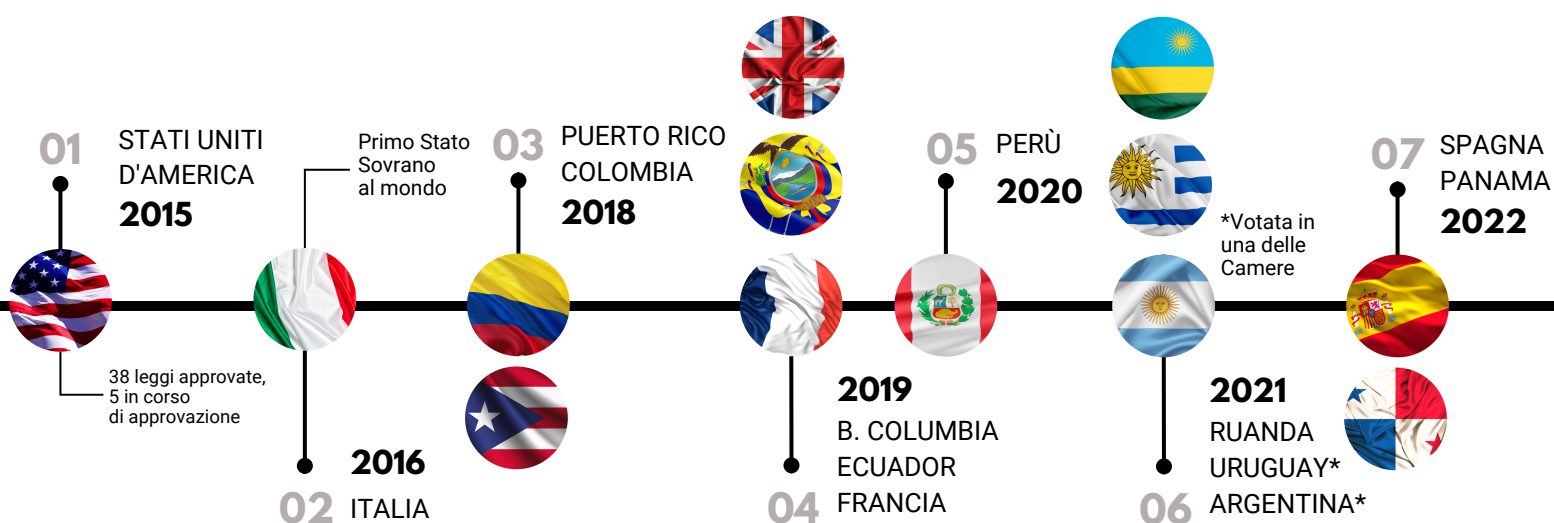 01
STATI UNITI
D'AMERICA
2015
38 leggi approvate,
5 in corso
di approvazione
Primo Stato
Sovrano
al mondo
2016
02
ITALIA
03
PUERTO RICO
COLOMBIA
2018
2019
B. COLUMBIA
ECUADOR
FRANCIA
04
05
PERÙ
2020
*Votata in
una delle
Camere
2021
RUANDA
URUGUAY*
ARGENTINA*
06
07
SPAGNA
PANAMA
2022